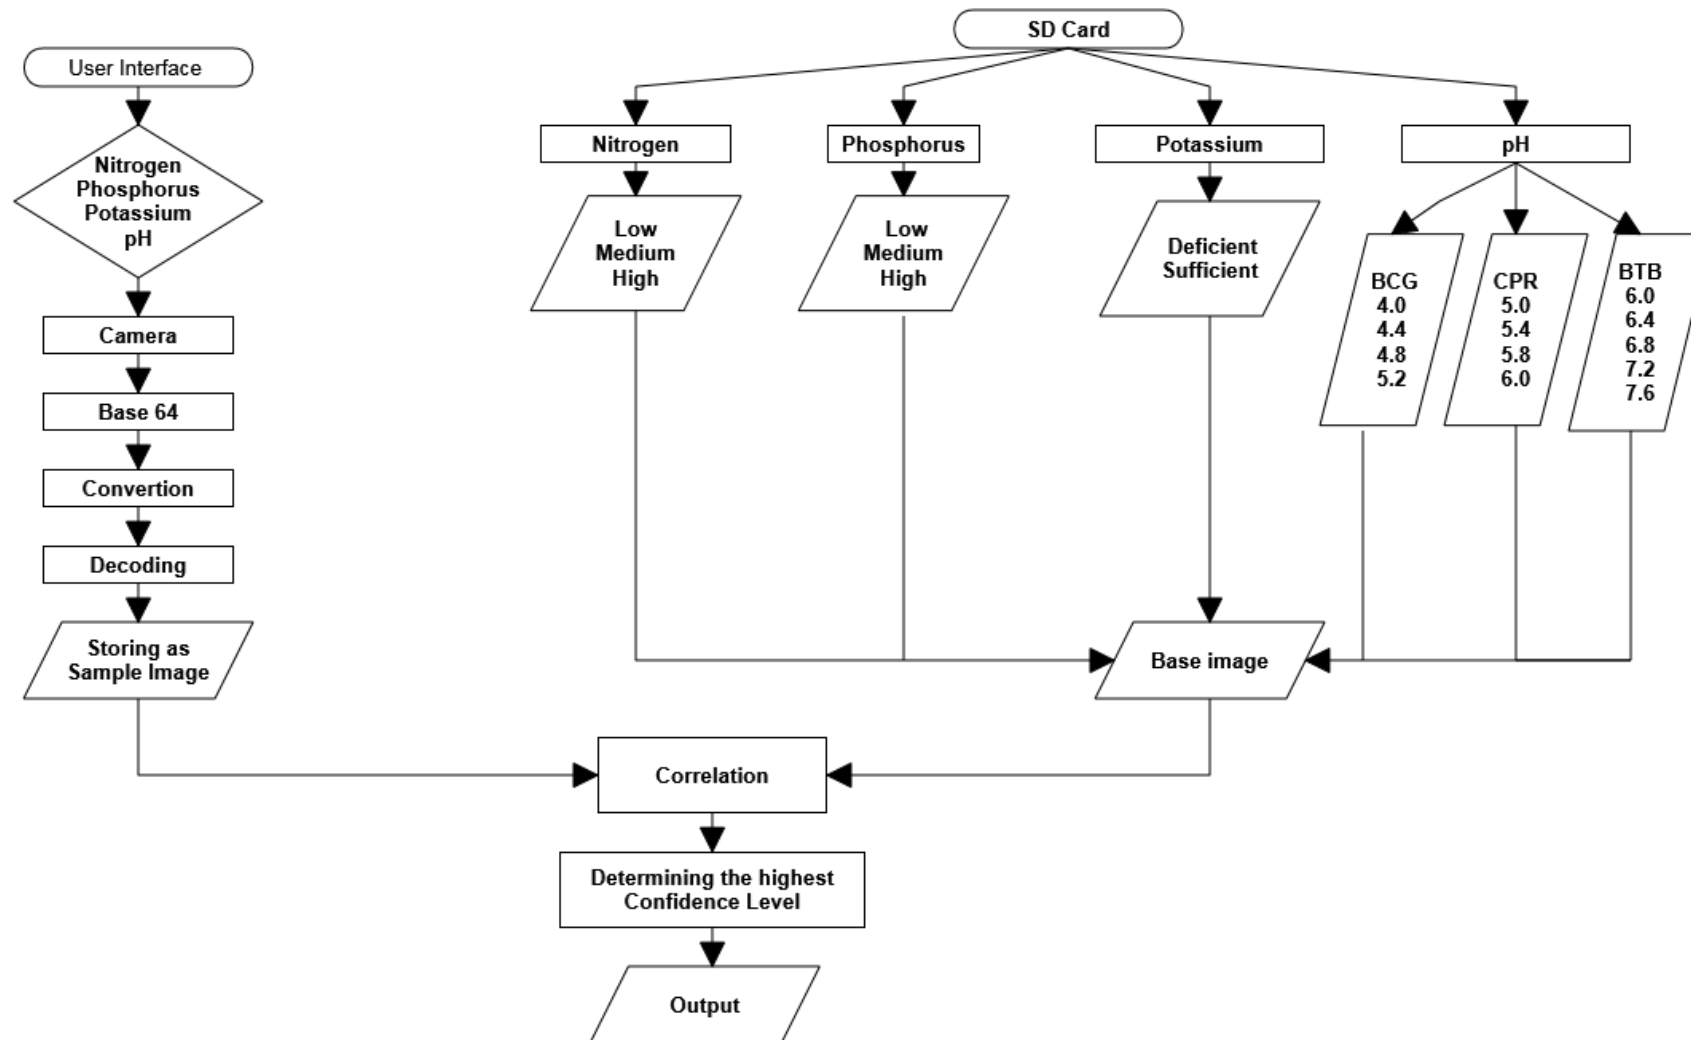 SD Card
User Interface
Nitrogen
Phosphorus
Potassium
pH
Nitrogen
Phosphorus
Potassium
pH
Low
Medium
High
Low
Medium
High
Deficient
Sufficient
BCG
4.0
4.4
4.8
5.2
CPR
5.0
5.4
5.8
6.0
BTB
6.0
6.4
6.8
7.2
7.6
Camera
Base 64
Convertion
Decoding
Storing as
Sample Image
Base image
Correlation
Determining the highest
Confidence Level
Output